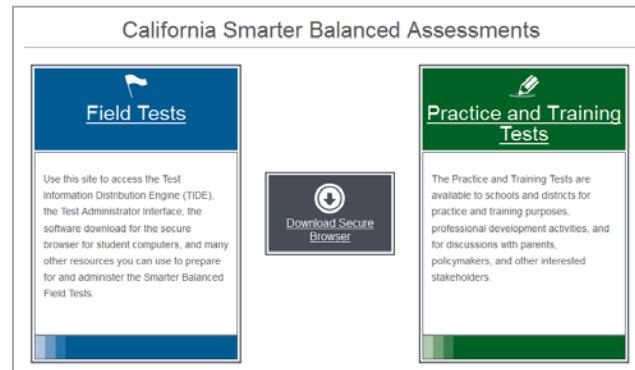 California Smarter Balanced Assessments
Field Tests
Use this site to access the Test
Information Distribution Engine (TIDE),
the Test Administrator Interface, the
software download for the secure
browser for student computers, and many
other resources you can use to prepare
for and administer the Smarter Balanced
Field Tests.
Download Secure
Browser
Practice and Training
Tests
The Practice and Training Tests are
available to schools and districts for
practice and training purposes,
professional development activities, and
for discussions with parents,
policymakers, and other interested
stakeholders.